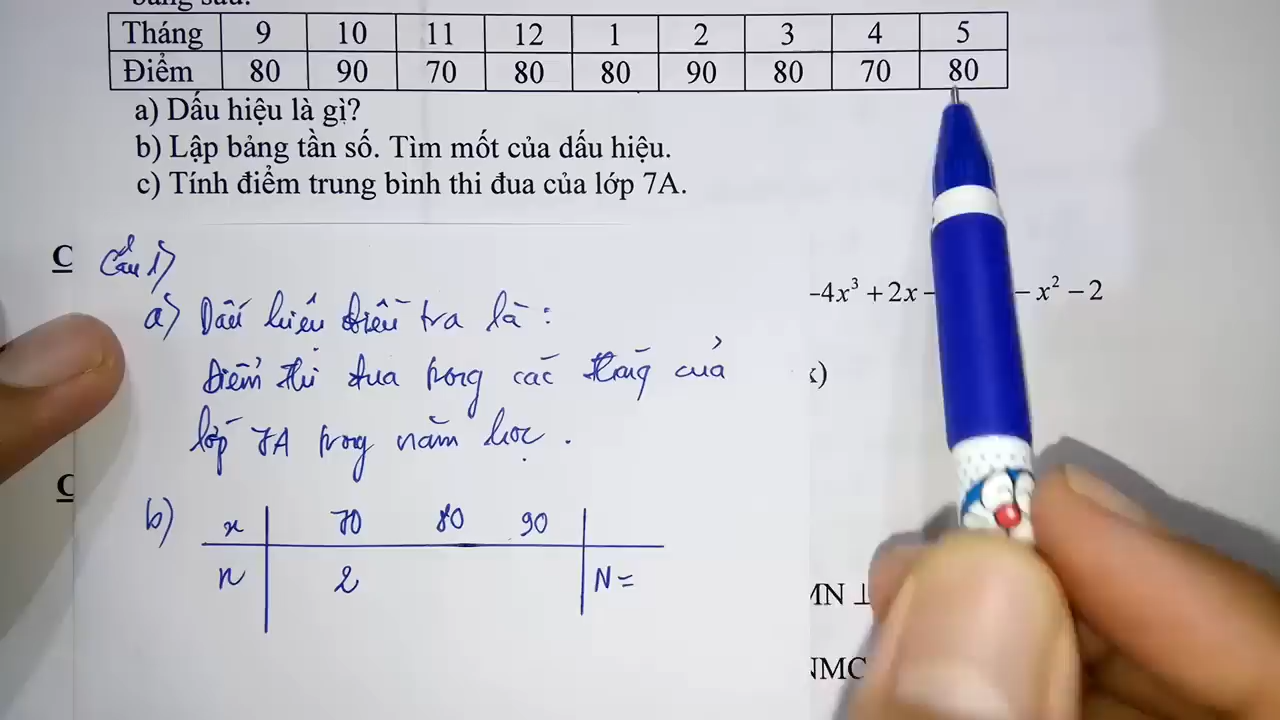 bảng sau:
Tháng 9 10 11 12 1 2 3 4 5
Điểm 80 90 70 80 80 90 80 70 80
a) Dấu hiệu là gì?
b) Lập bảng tần số. Tìm mốt của dấu hiệu.
c) Tính điểm trung bình thi đua của lớp 7A.
C Câu 1)
a) Dấu hiệu điều tra là :
Điểm thi đua trong các tháng của
lớp 7A trong năm học .
b) x 70 80 90
n 2 N =
-4x³ + 2x - - x² - 2
x)
C
MN ⊥
NMC